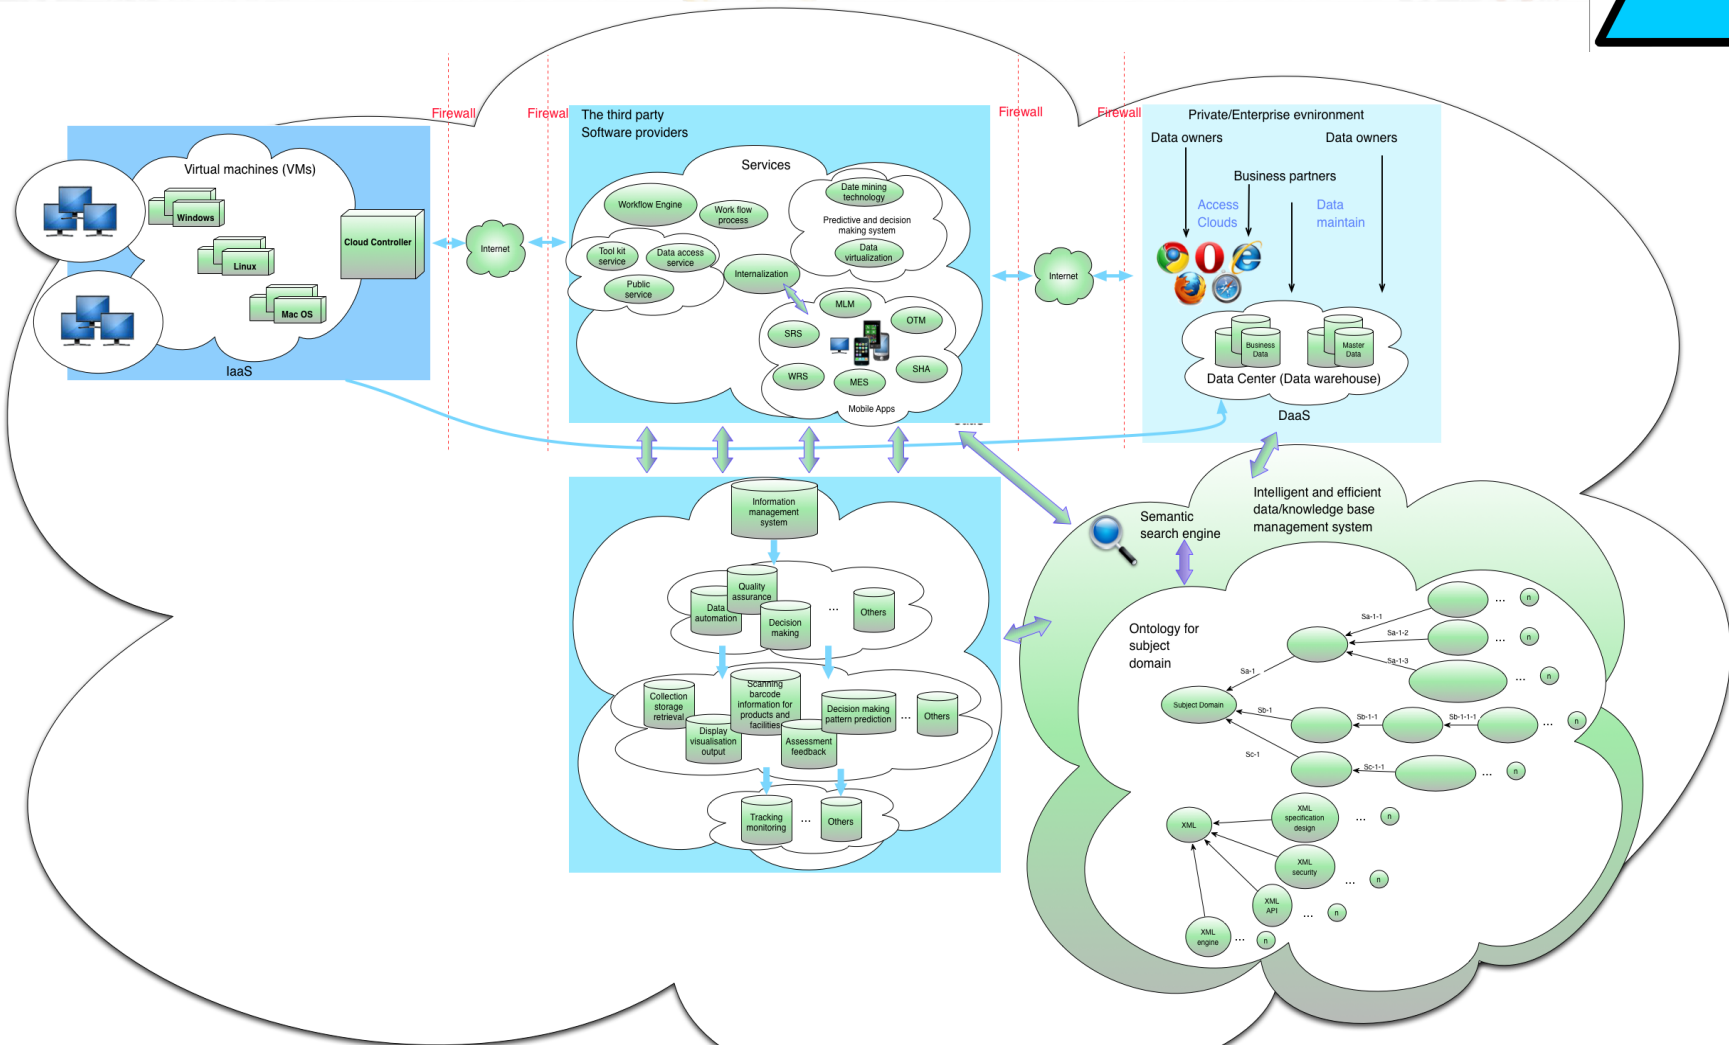 Firewall
Firewal
Firewall
Firewall
The third party
Software providers
Private/Enterprise evnironment
Data owners
Data owners
Business partners
Access
Clouds
Data
maintain
Virtual machines (VMs)
Windows
Linux
Mac OS
Cloud Controller
IaaS
Internet
Services
Workflow Engine
Work flow
process
Date mining
technology
Predictive and decision
making system
Data
virtualization
Tool kit
service
Data access
service
Public
service
Internalization
MLM
OTM
SRS
SHA
WRS
MES
Mobile Apps
Internet
Business
Data
Master
Data
Data Center (Data warehouse)
DaaS
Information
management
system
Quality
assurance
Data
automation
Decision
making
...
Others
Collection
storage
retrieval
Scanning
barcode
information for
products and
facilities
Display
visualisation
output
Assessment
feedback
Decision making
pattern prediction
...
Others
Tracking
monitoring
...
Others
Semantic
search engine
Intelligent and efficient
data/knowledge base
management system
Ontology for
subject
domain
Subject Domain
Sa-1
Sa-1-1
Sa-1-2
Sa-1-3
... n
... n
... n
Sb-1
Sb-1-1
Sb-1-1-1
... n
Sc-1
Sc-1-1
... n
XML
XML
specification
design
... n
XML
security
... n
XML
API
... n
XML
engine
... n